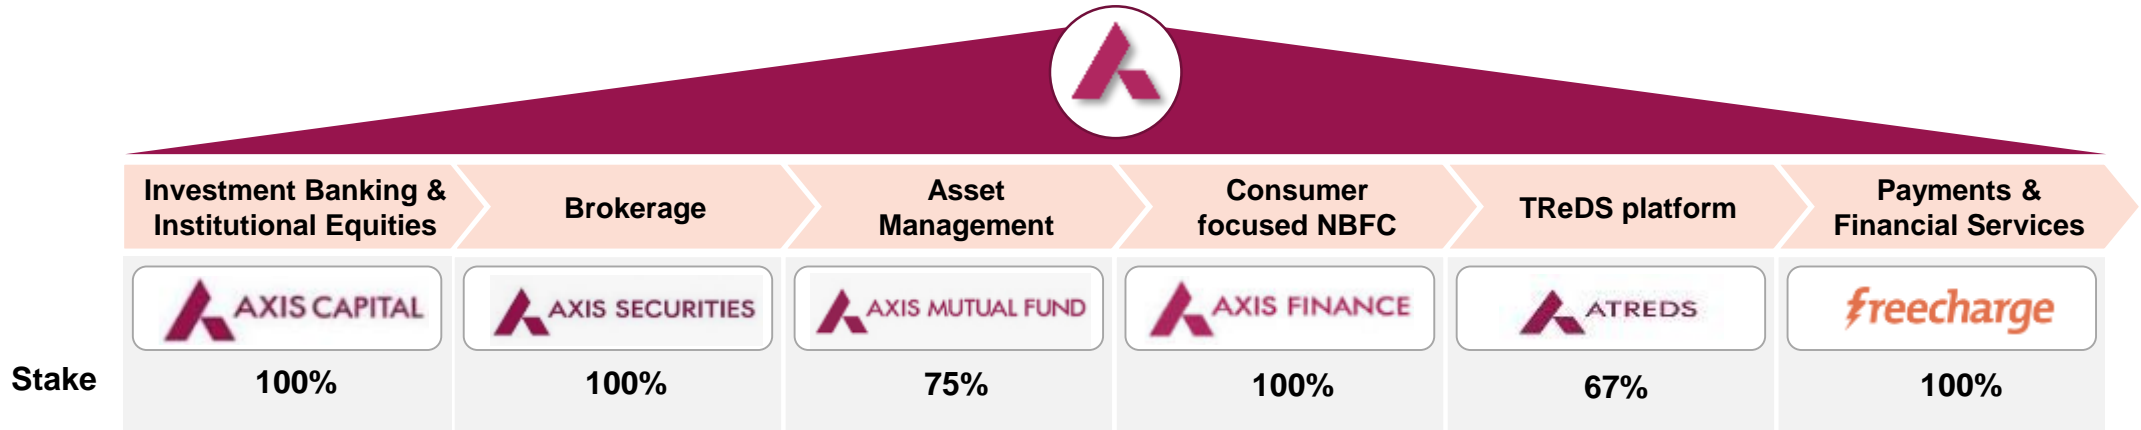 Investment Banking &
Institutional Equities
Brokerage
Asset
Management
Consumer
focused NBFC
TReDS platform
Payments &
Financial Services
AXIS CAPITAL
AXIS SECURITIES
AXIS MUTUAL FUND
AXIS FINANCE
ATREDS
freecharge
Stake
100%
100%
75%
100%
67%
100%